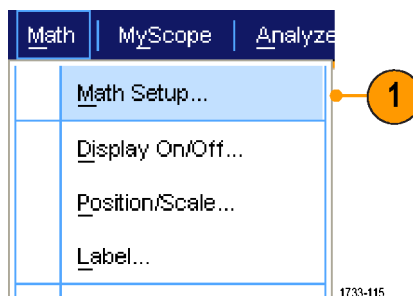 Math MyScope Analyze
Math Setup...
1
Display On/Off...
Position/Scale...
Label...
1733-115